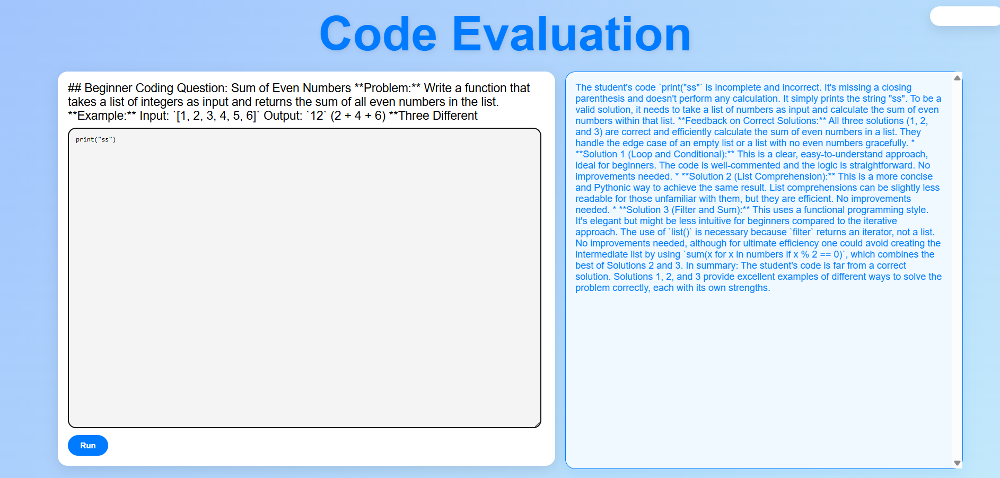 Code Evaluation
## Beginner Coding Question: Sum of Even Numbers **Problem:** Write a function that
takes a list of integers as input and returns the sum of all even numbers in the list.
**Example:** Input: `[1, 2, 3, 4, 5, 6]` Output: `12` (2 + 4 + 6) **Three Different
print("ss")
Run
The student's code `print("ss"` is incomplete and incorrect. It's missing a closing
parenthesis and doesn't perform any calculation. It simply prints the string "ss". To be a
valid solution, it needs to take a list of numbers as input and calculate the sum of even
numbers within that list. **Feedback on Correct Solutions:** All three solutions (1, 2,
and 3) are correct and efficiently calculate the sum of even numbers in a list. They
handle the edge case of an empty list or a list with no even numbers gracefully. *
**Solution 1 (Loop and Conditional):** This is a clear, easy-to-understand approach,
ideal for beginners. The code is well-commented and the logic is straightforward. No
improvements needed. * **Solution 2 (List Comprehension):** This is a more concise
and Pythonic way to achieve the same result. List comprehensions can be slightly less
readable for those unfamiliar with them, but they are efficient. No improvements
needed. * **Solution 3 (Filter and Sum):** This uses a functional programming style.
It's elegant but might be less intuitive for beginners compared to the iterative
approach. The use of `list()` is necessary because `filter` returns an iterator, not a list.
No improvements needed, although for ultimate efficiency one could avoid creating the
intermediate list by using `sum(x for x in numbers if x % 2 == 0)`, which combines the
best of Solutions 2 and 3. In summary: The student's code is far from a correct
solution. Solutions 1, 2, and 3 provide excellent examples of different ways to solve the
problem correctly, each with its own strengths.